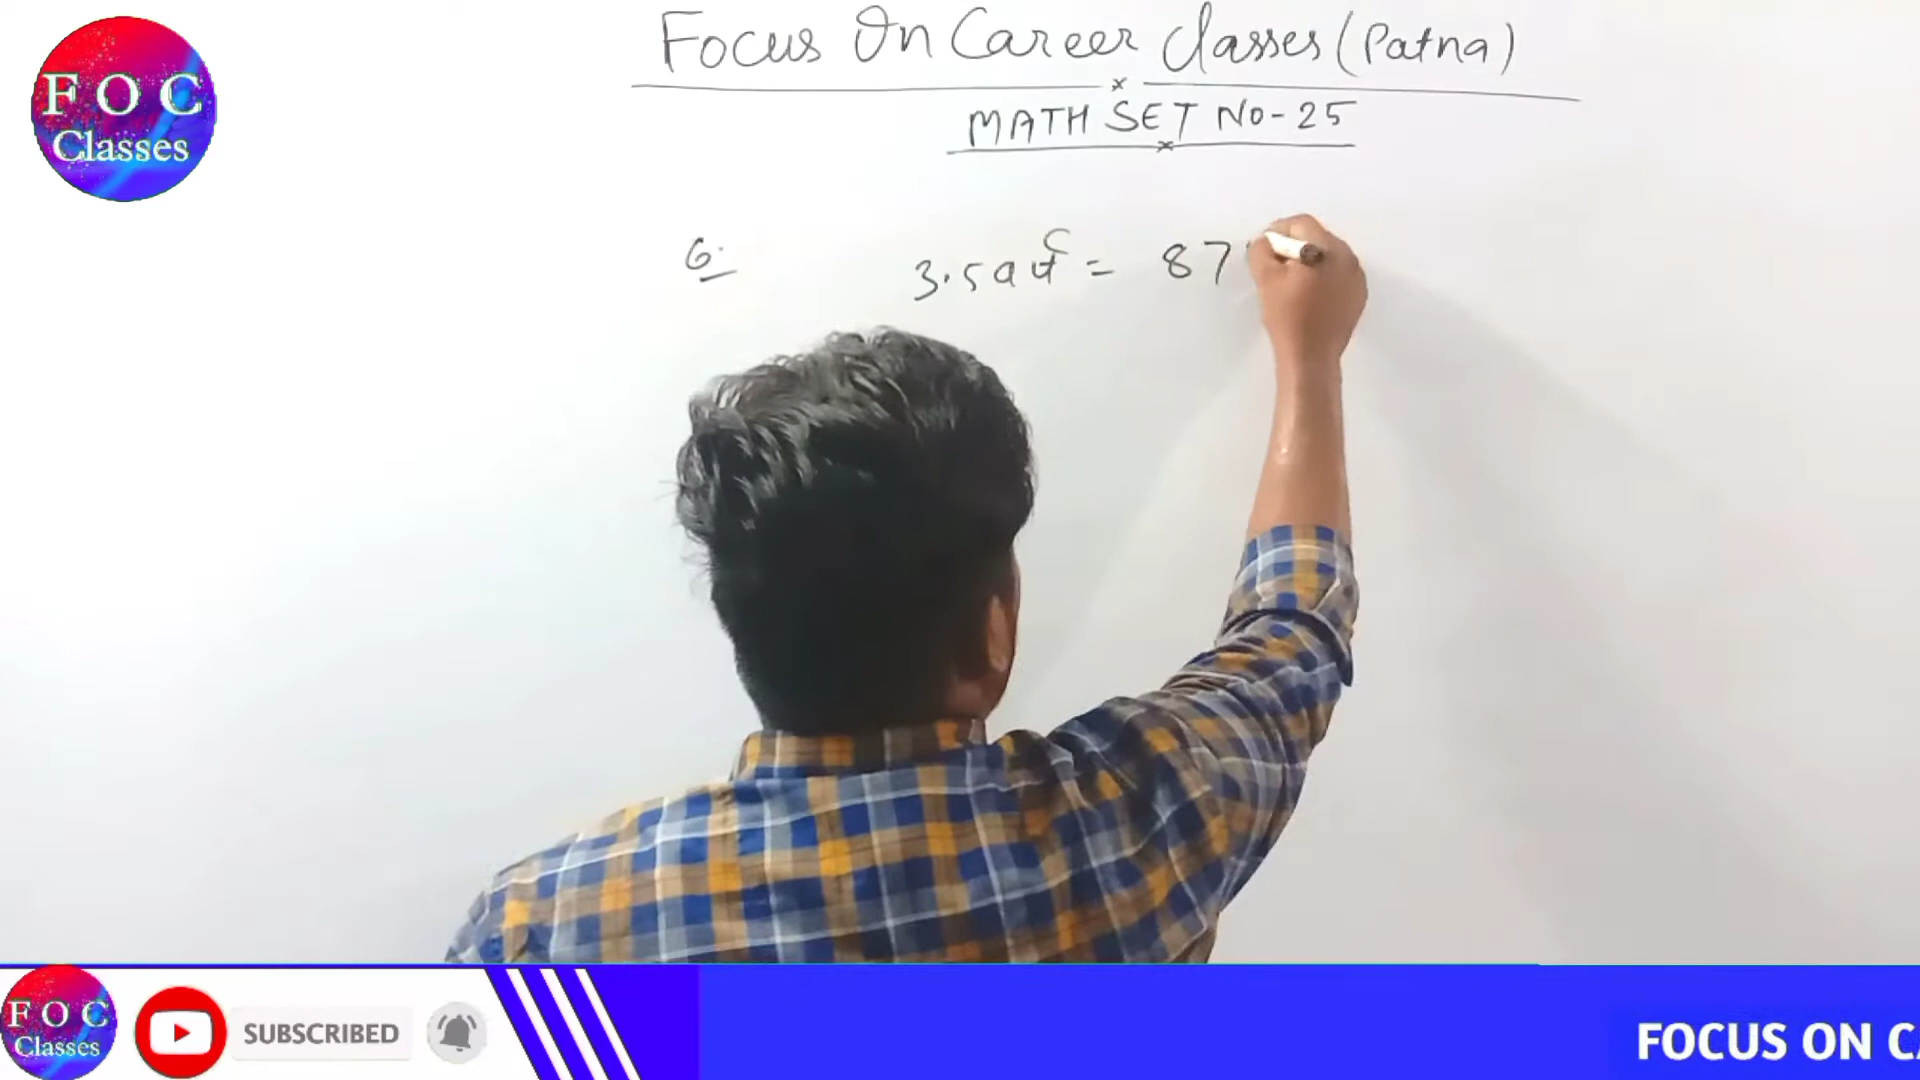 FOC
Classes
Focus On Career Classes (Patna)
MATH SET NO-25
6.
3.5 वर्ष = 87
FOC
Classes
SUBSCRIBED
FOCUS ON CA